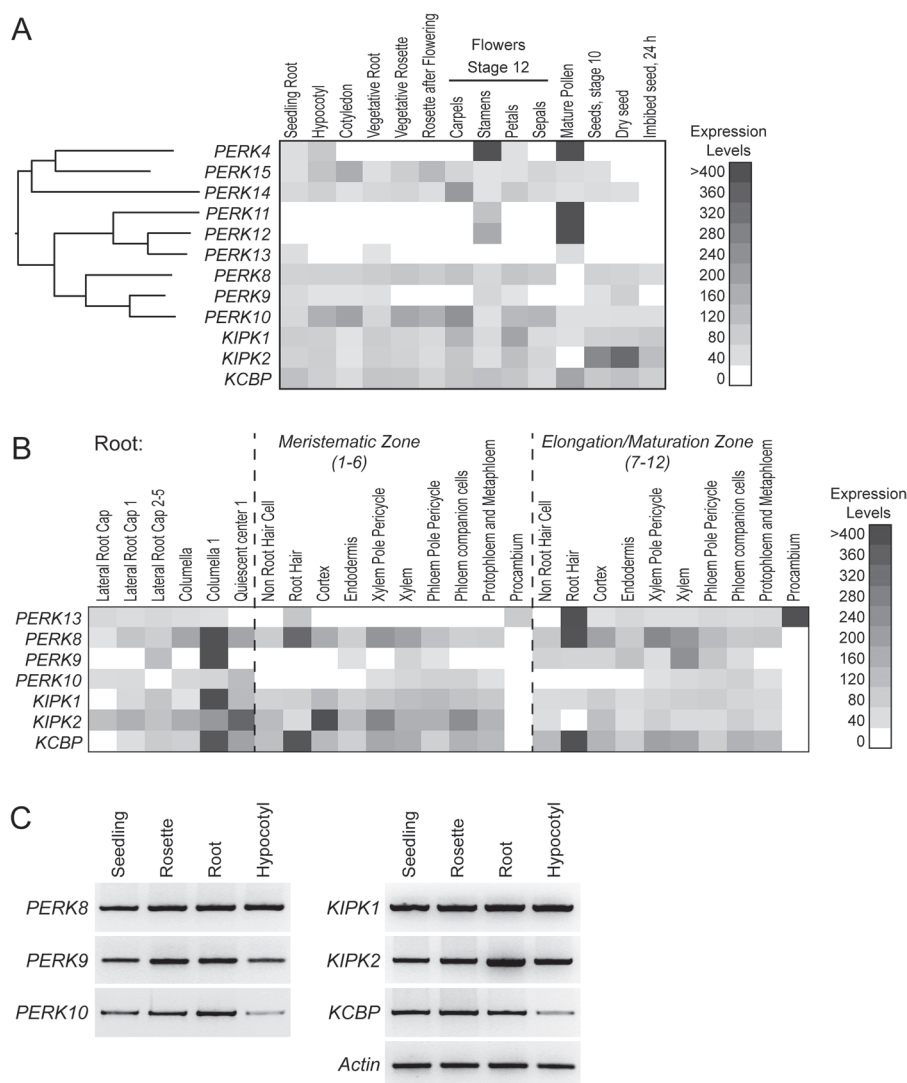 A
Flowers
Stage 12
Seedling Root
Hypocotyl
Cotyledon
Vegetative Root
Vegetative Rosette
Rosette after Flowering
Carpels
Stamens
Petals
Sepals
Mature Pollen
Seeds, stage 10
Dry seed
Imbibed seed, 24 h
PERK4
PERK15
PERK14
PERK11
PERK12
PERK13
PERK8
PERK9
PERK10
KIPK1
KIPK2
KCBP
Expression
Levels
>400
360
320
280
240
200
160
120
80
40
0
B
Root:
Meristematic Zone
(1-6)
Elongation/Maturation Zone
(7-12)
Lateral Root Cap
Lateral Root Cap 1
Lateral Root Cap 2-5
Columella
Columella 1
Quiescent center 1
Non Root Hair Cell
Root Hair
Cortex
Endodermis
Xylem Pole Pericycle
Xylem
Phloem Pole Pericycle
Phloem companion cells
Protophloem and Metaphloem
Procambium
Non Root Hair Cell
Root Hair
Cortex
Endodermis
Xylem Pole Pericycle
Xylem
Phloem Pole Pericycle
Phloem companion cells
Protophloem and Metaphloem
Procambium
PERK13
PERK8
PERK9
PERK10
KIPK1
KIPK2
KCBP
Expression
Levels
>400
360
320
280
240
200
160
120
80
40
0
C
Seedling
Rosette
Root
Hypocotyl
PERK8
PERK9
PERK10
Seedling
Rosette
Root
Hypocotyl
KIPK1
KIPK2
KCBP
Actin